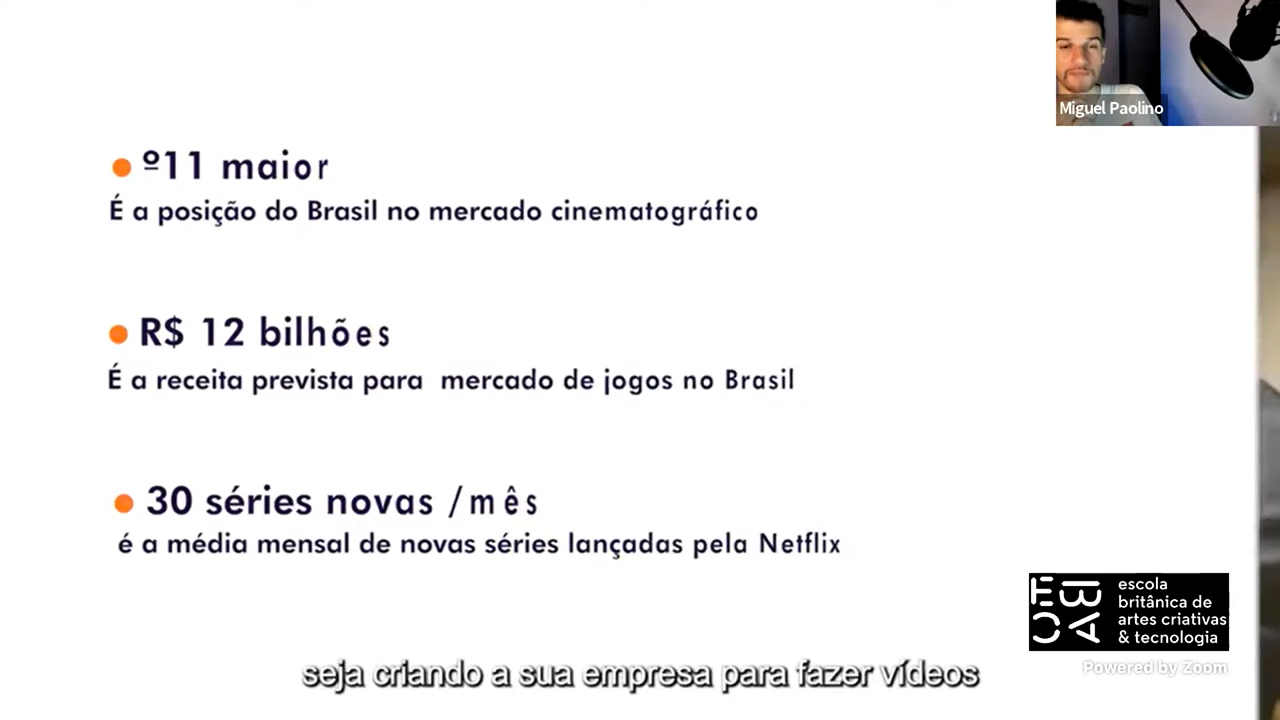 Miguel Paolino
º11 maior
É a posição do Brasil no mercado cinematográfico
R$ 12 bilhões
É a receita prevista para mercado de jogos no Brasil
30 séries novas /mês
é a média mensal de novas séries lançadas pela Netflix
EBAC
escola
britânica de
artes criativas
& tecnologia
Powered by Zoom
seja criando a sua empresa para fazer vídeos